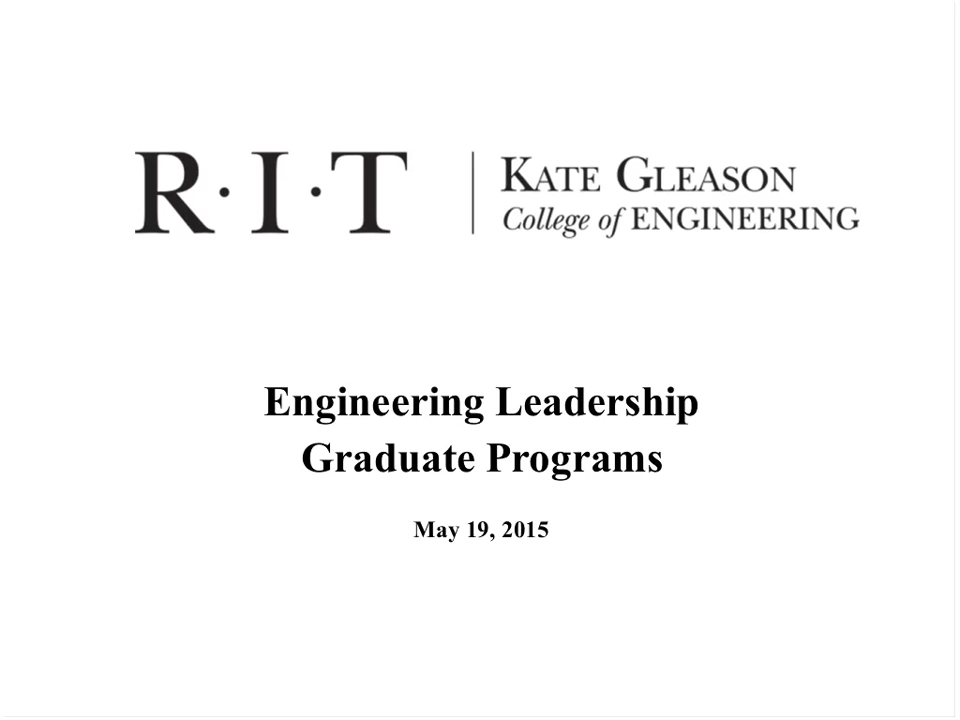 R·I·T
KATE GLEASON
College of ENGINEERING
Engineering Leadership
Graduate Programs
May 19, 2015